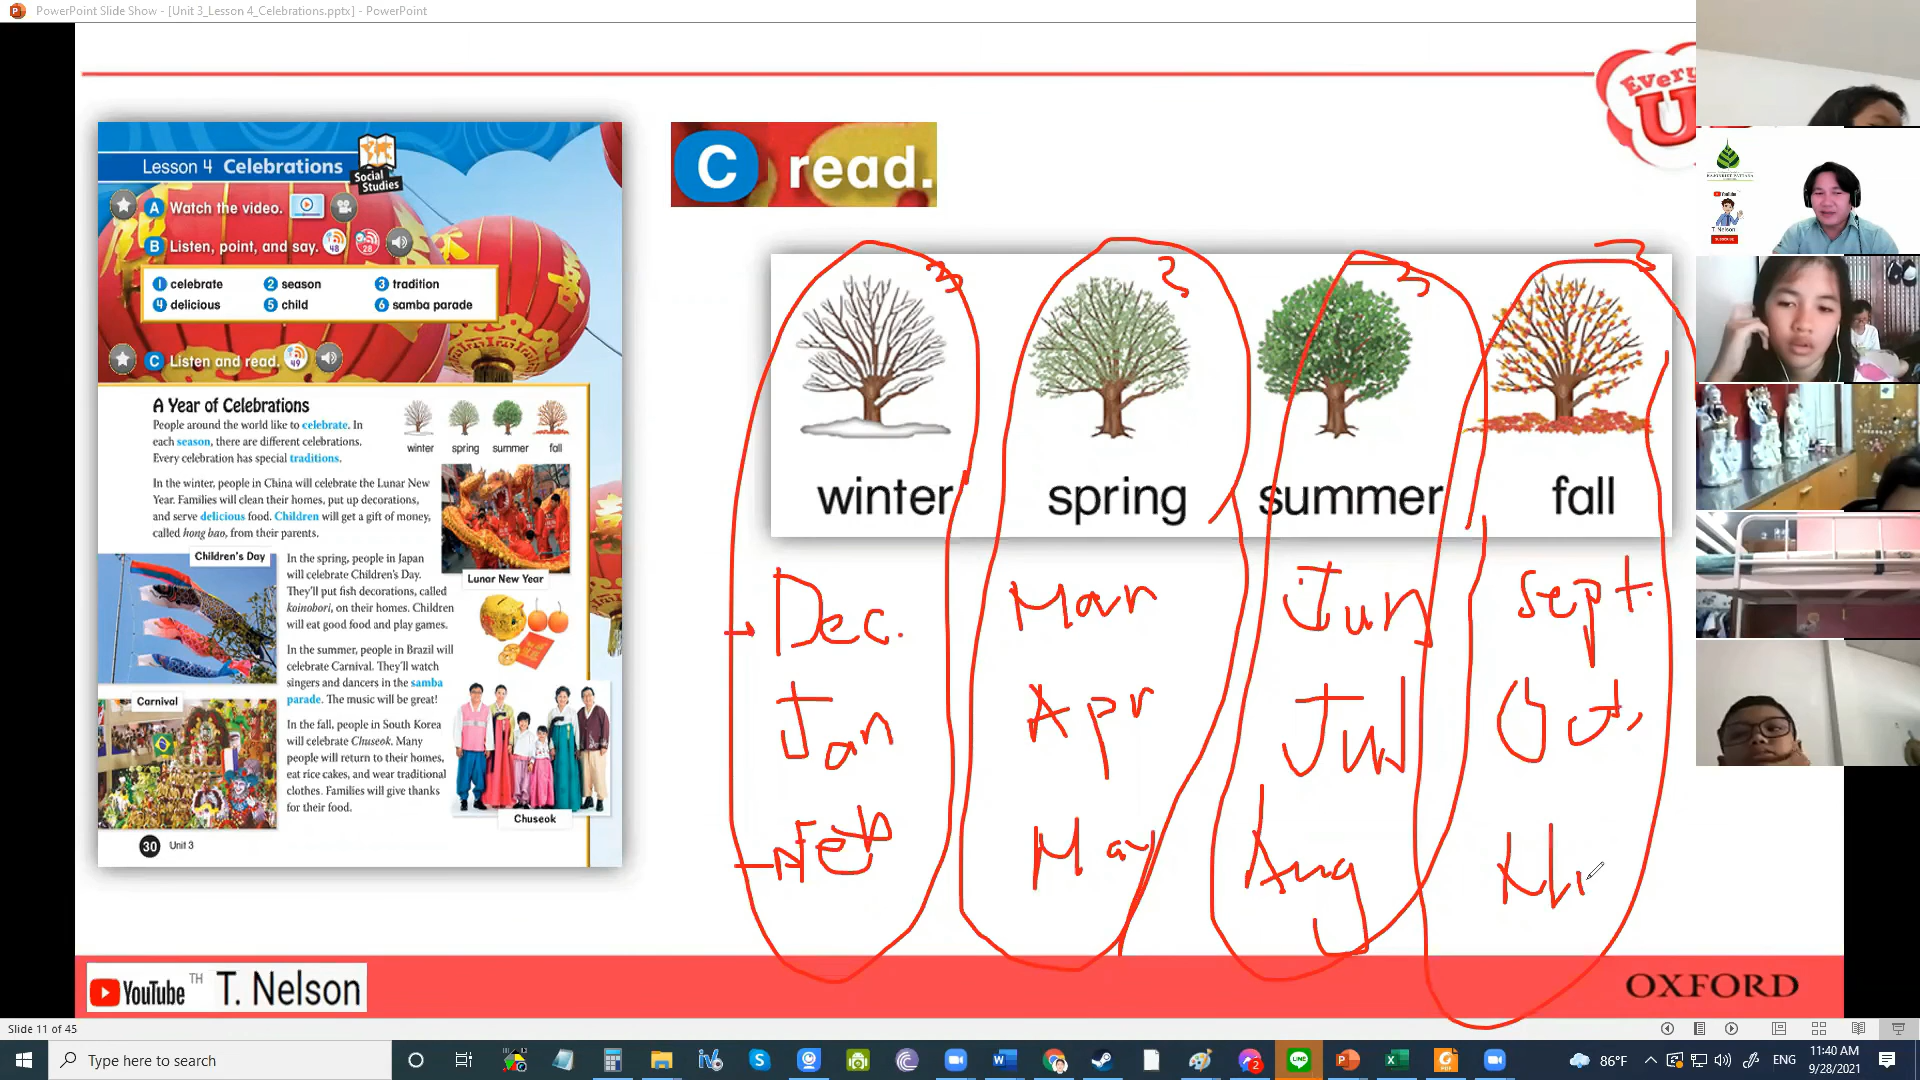 PowerPoint Slide Show - [Unit 3_Lesson 4_Celebrations.pptx] - PowerPoint
Every
U
Lesson 4 Celebrations
Social
Studies
A Watch the video.
B Listen, point, and say. 48 28
1 celebrate 2 season 3 tradition
4 delicious 5 child 6 samba parade
C Listen and read. 49
A Year of Celebrations
People around the world like to celebrate. In
each season, there are different celebrations.
Every celebration has special traditions.
winter spring summer fall
In the winter, people in China will celebrate the Lunar New
Year. Families will clean their homes, put up decorations,
and serve delicious food. Children will get a gift of money,
called hong bao, from their parents.
Lunar New Year
Children's Day
In the spring, people in Japan
will celebrate Children's Day.
They'll put fish decorations, called
koinobori, on their homes. Children
will eat good food and play games.
In the summer, people in Brazil will
celebrate Carnival. They'll watch
singers and dancers in the samba
parade. The music will be great!
Carnival
In the fall, people in South Korea
will celebrate Chuseok. Many
people will return to their homes,
eat rice cakes, and wear traditional
clothes. Families will give thanks
for their food.
Chuseok
30 Unit 3
C read.
3 3 3
winter spring summer fall
Dec. Mar Jun Sept.
Jan Apr Jul Oct.
Feb May Aug
YouTube TH T. Nelson
OXFORD
YouTube
T. Nelson
SUBSCRIBE
Slide 11 of 45
Type here to search
2
86°F
ENG
11:40 AM
9/28/2021